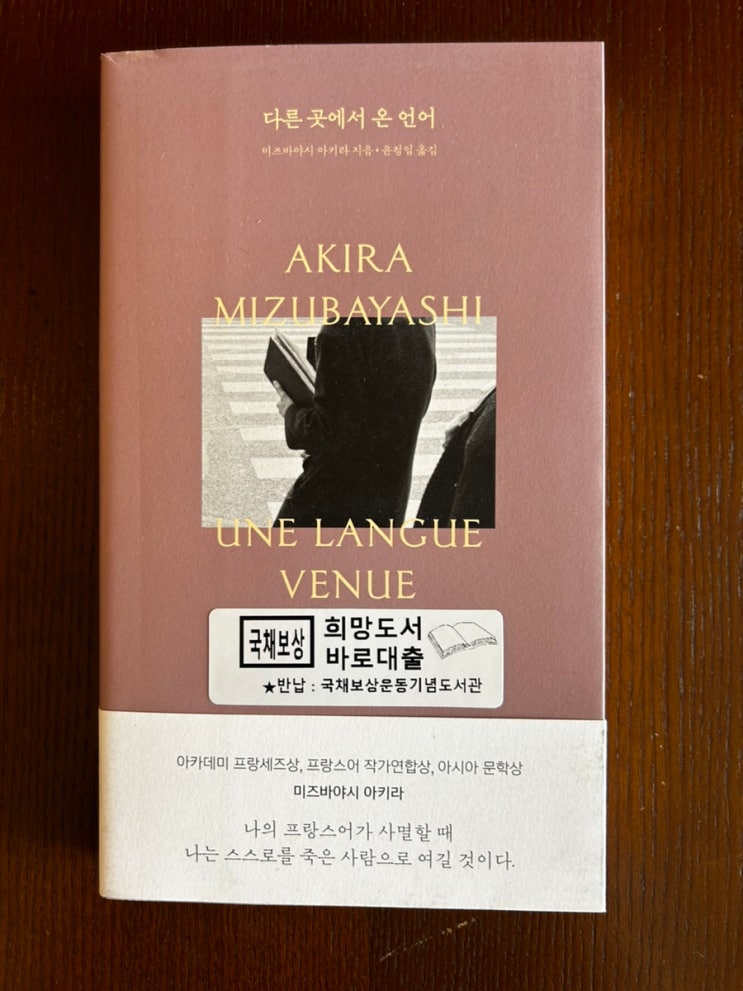 다른 곳에서 온 언어
미즈바야시 아키라 지음 • 윤정임 옮김
AKIRA
MIZUBAYASHI
UNE LANGUE
VENUE
국채보상
희망도서
바로대출
★반납 : 국채보상운동기념도서관
아카데미 프랑세즈상, 프랑스어 작가연합상, 아시아 문학상
미즈바야시 아키라
나의 프랑스어가 사멸할 때
나는 스스로를 죽은 사람으로 여길 것이다.